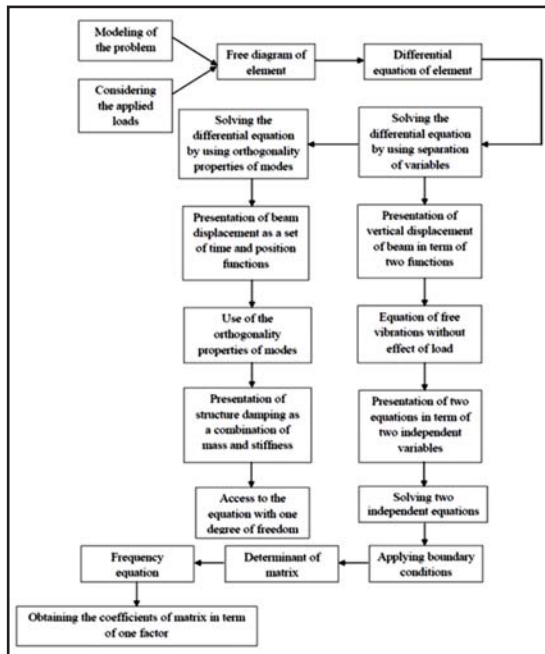 Modeling of
the problem
Considering
the applied
loads
Free diagram of
element
Differential
equation of element
Solving the
differential equation
by using orthogonality
properties of modes
Solving the
differential equation
by using separation
of variables
Presentation of beam
displacement as a set
of time and position
functions
Presentation of
vertical displacement
of beam in term of
two functions
Use of the
orthogonality
properties of modes
Equation of free
vibrations without
effect of load
Presentation of
structure damping as
a combination of
mass and stiffness
Presentation of two
equations in term of
two independent
variables
Access to the
equation with one
degree of freedom
Solving two
independent equations
Frequency
equation
Determinant of
matrix
Applying boundary
conditions
Obtaining the coefficients of matrix in term
of one factor